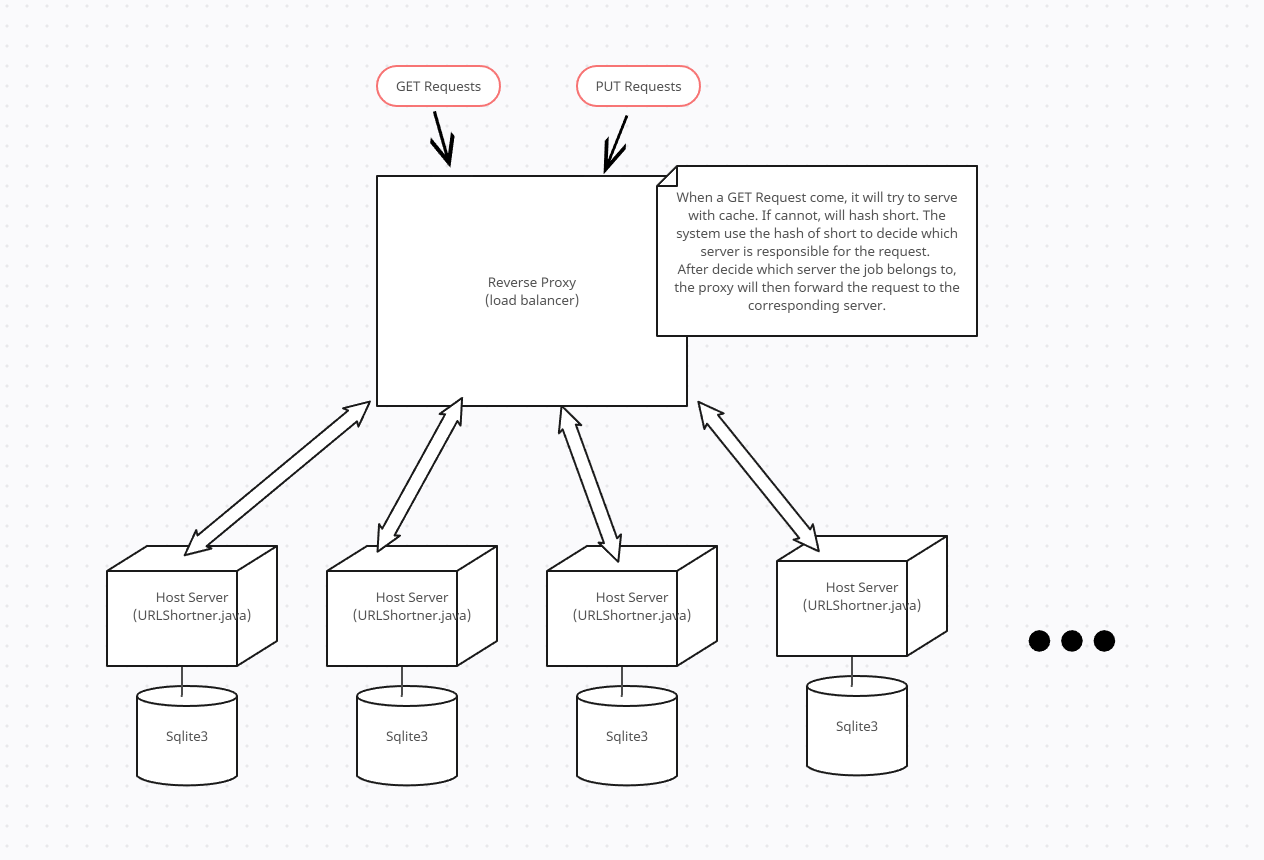 GET Requests
PUT Requests
When a GET Request come, it will try to serve
with cache. If cannot, will hash short. The
system use the hash of short to decide which
server is responsible for the request.
After decide which server the job belongs to,
the proxy will then forward the request to the
corresponding server.
Reverse Proxy
(load balancer)
Host Server
(URLShortner.java)
Host Server
(URLShortner.java)
Host Server
(URLShortner.java)
Host Server
(URLShortner.java)
Sqlite3
Sqlite3
Sqlite3
Sqlite3